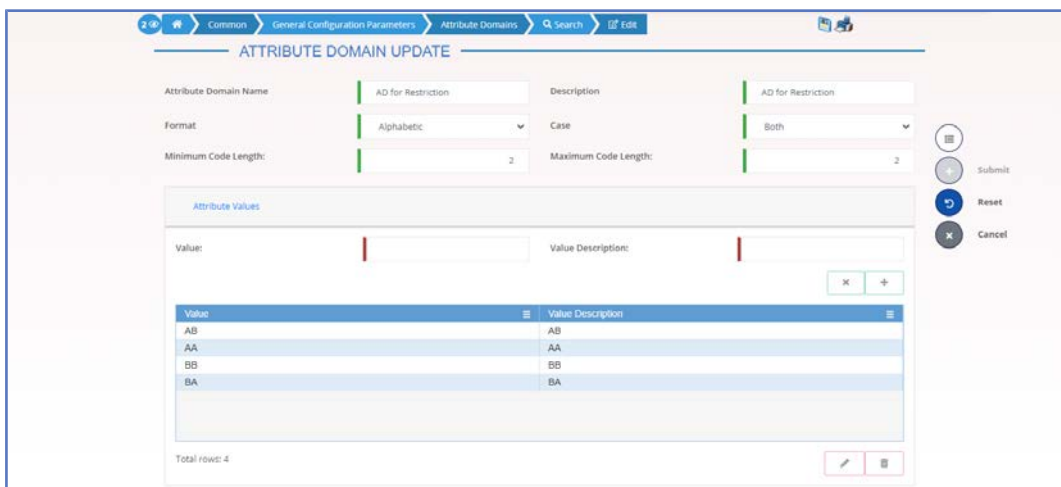 2 Common General Configuration Parameters Attribute Domains Search Edit
ATTRIBUTE DOMAIN UPDATE
Attribute Domain Name AD for Restriction Description AD for Restriction
Format Alphabetic Case Both
Minimum Code Length: 2 Maximum Code Length: 2
Submit
Attribute Values Reset
Value: Value Description: Cancel
Value Value Description
AB AB
AA AA
BB BB
BA BA
Total rows: 4